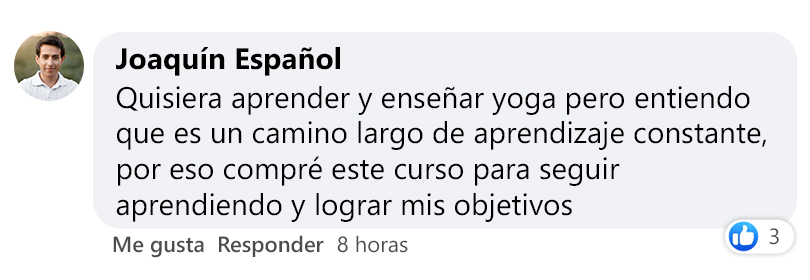 Joaquín Español
Quisiera aprender y enseñar yoga pero entiendo
que es un camino largo de aprendizaje constante,
por eso compré este curso para seguir
aprendiendo y lograr mis objetivos
Me gusta Responder 8 horas
3